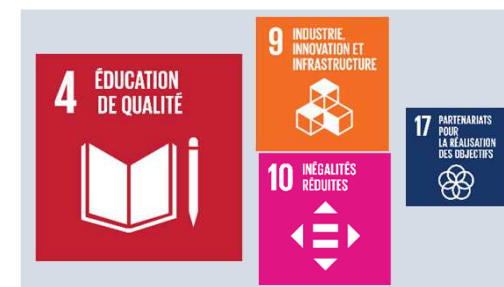 4 ÉDUCATION
DE QUALITÉ
9 INDUSTRIE,
INNOVATION ET
INFRASTRUCTURE
10 INÉGALITÉS
RÉDUITES
17 PARTENARIATS
POUR
LA RÉALISATION
DES OBJECTIFS